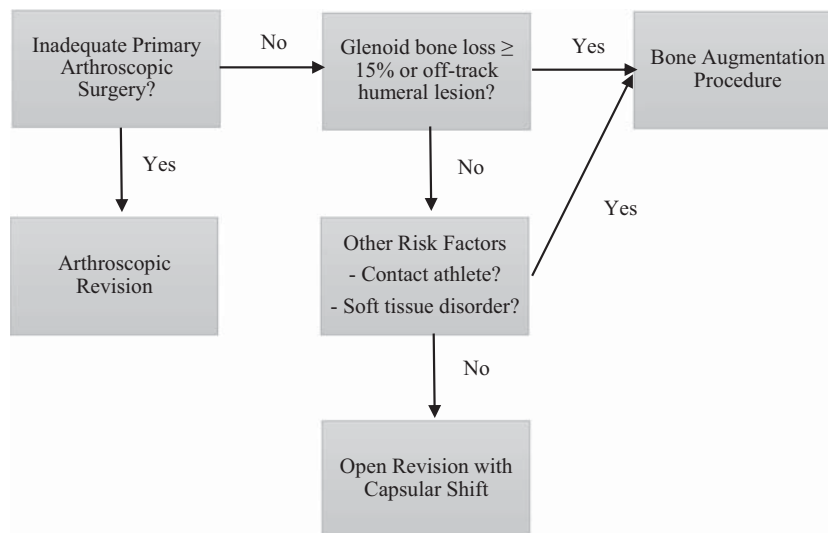 Inadequate Primary
Arthroscopic
Surgery?
No
Glenoid bone loss ≥
15% or off-track
humeral lesion?
Yes
Bone Augmentation
Procedure
Yes
No
Yes
Arthroscopic
Revision
Other Risk Factors
- Contact athlete?
- Soft tissue disorder?
No
Open Revision with
Capsular Shift